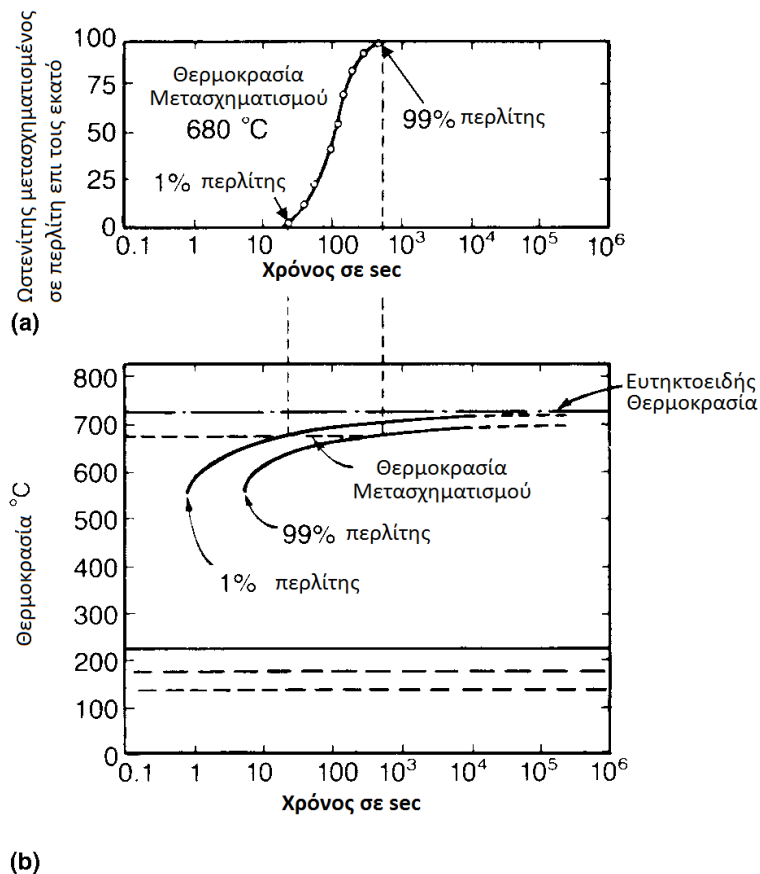 Ωστενίτης μετασχηματισμένος
σε περλίτη επι τοις εκατό
100
75
50
25
0
Θερμοκρασία
Μετασχηματισμού
680 °C
99% περλίτης
1% περλίτης
0.1 1 10 100 10³ 10⁴ 10⁵ 10⁶
Χρόνος σε sec
(a)
Θερμοκρασία °C
800
700
600
500
400
300
200
100
0
Ευτηκτοειδής
Θερμοκρασία
Θερμοκρασία
Μετασχηματισμού
99% περλίτης
1% περλίτης
0.1 1 10 100 10³ 10⁴ 10⁵ 10⁶
Χρόνος σε sec
(b)